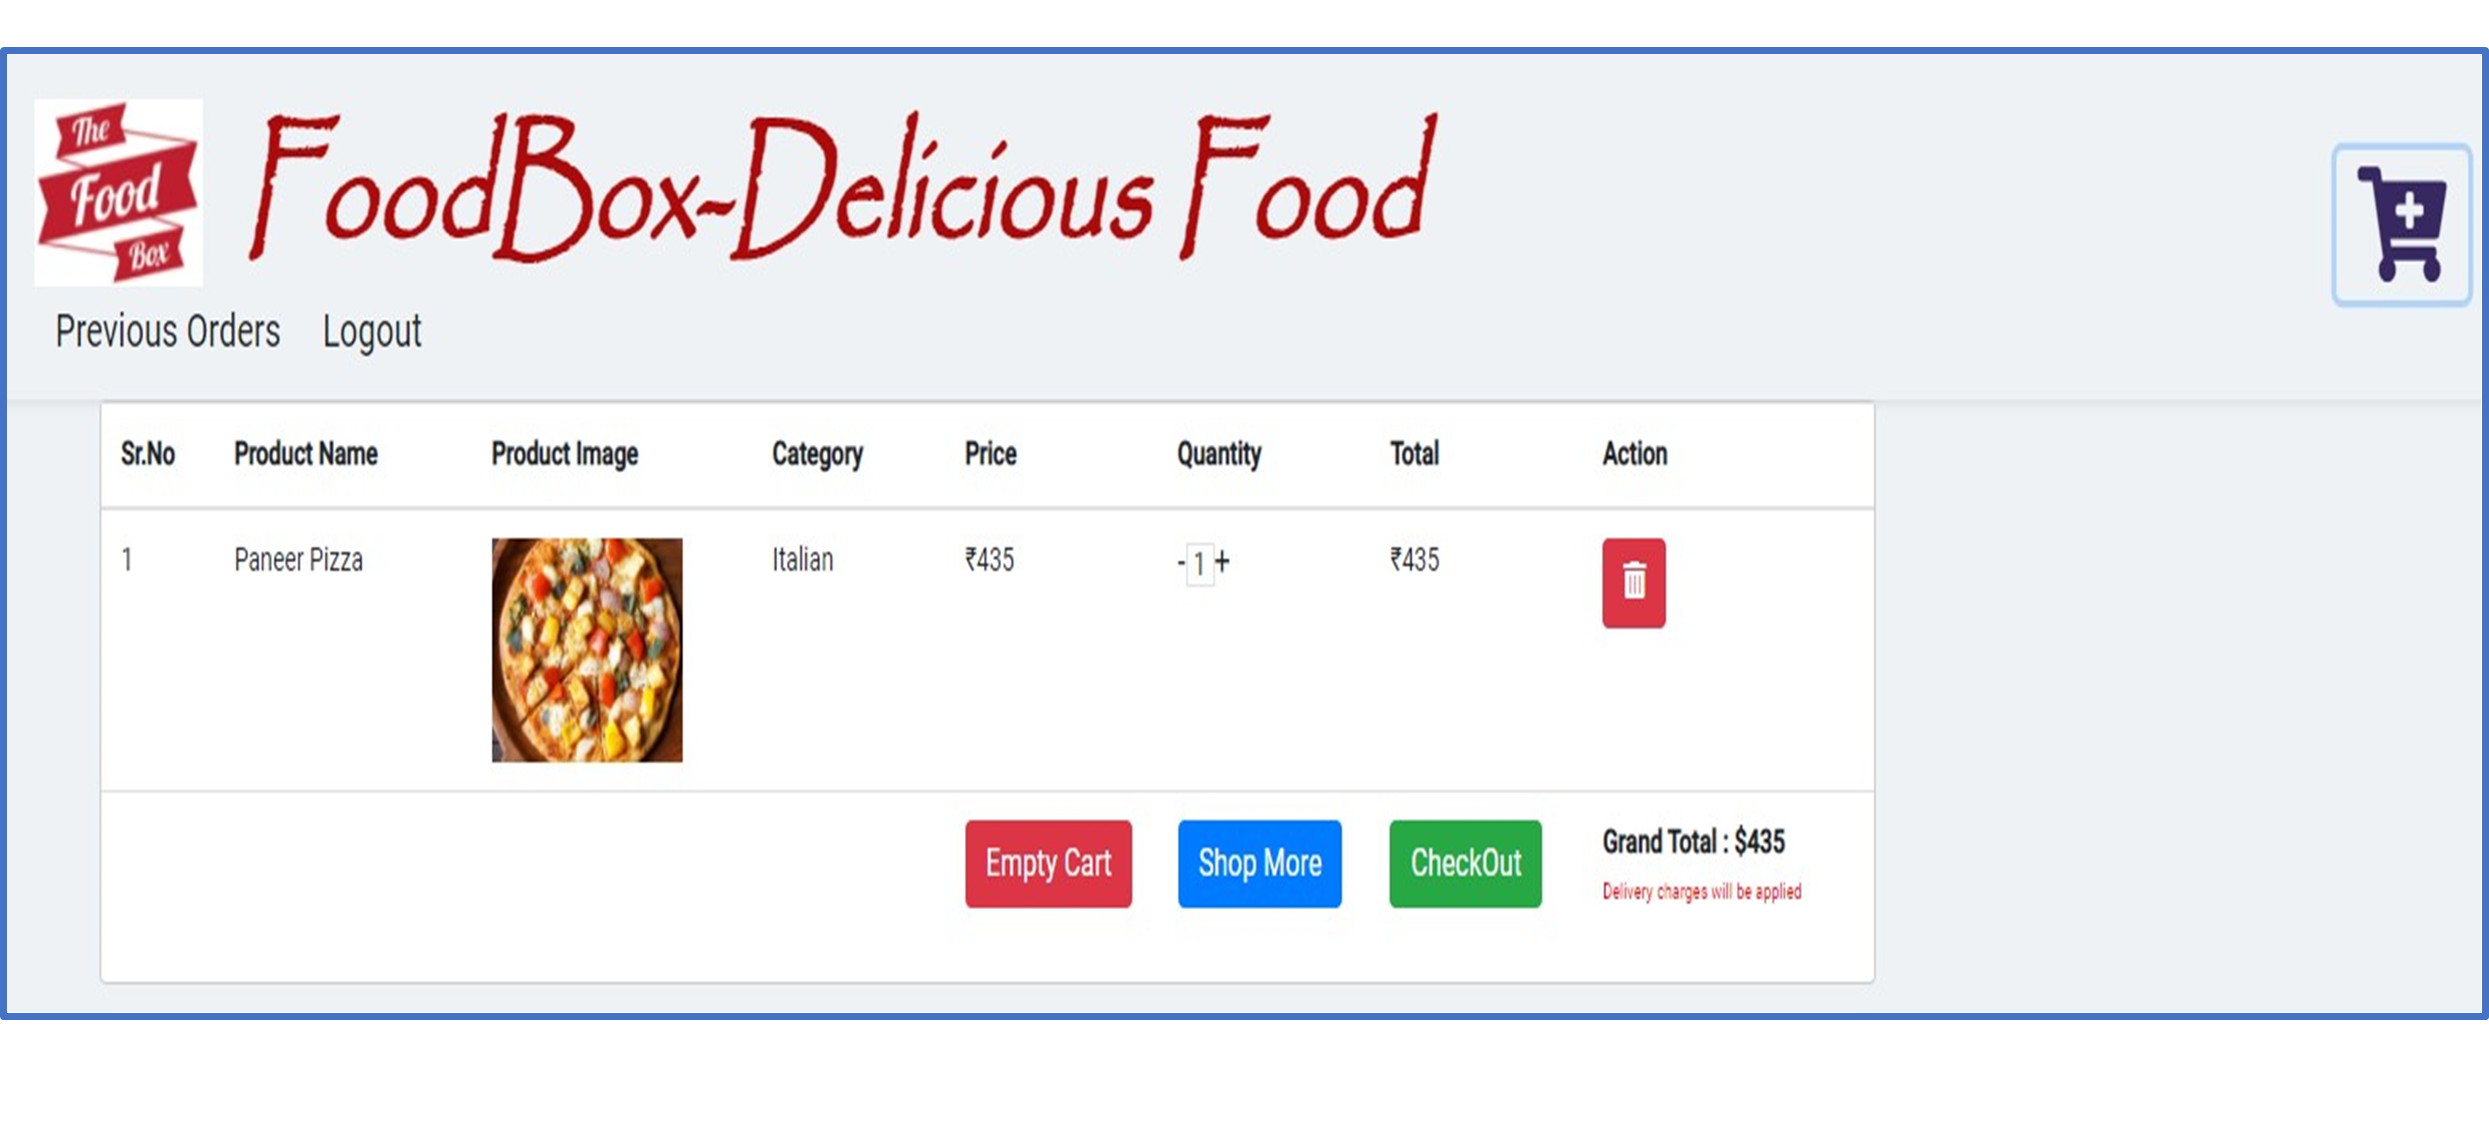 The
Food
Box
FoodBox-Delicious Food
Previous Orders Logout
Sr.No Product Name Product Image Category Price Quantity Total Action
1 Paneer Pizza Italian ₹435 - 1 + ₹435
Empty Cart Shop More CheckOut Grand Total : $435
Delivery charges will be applied